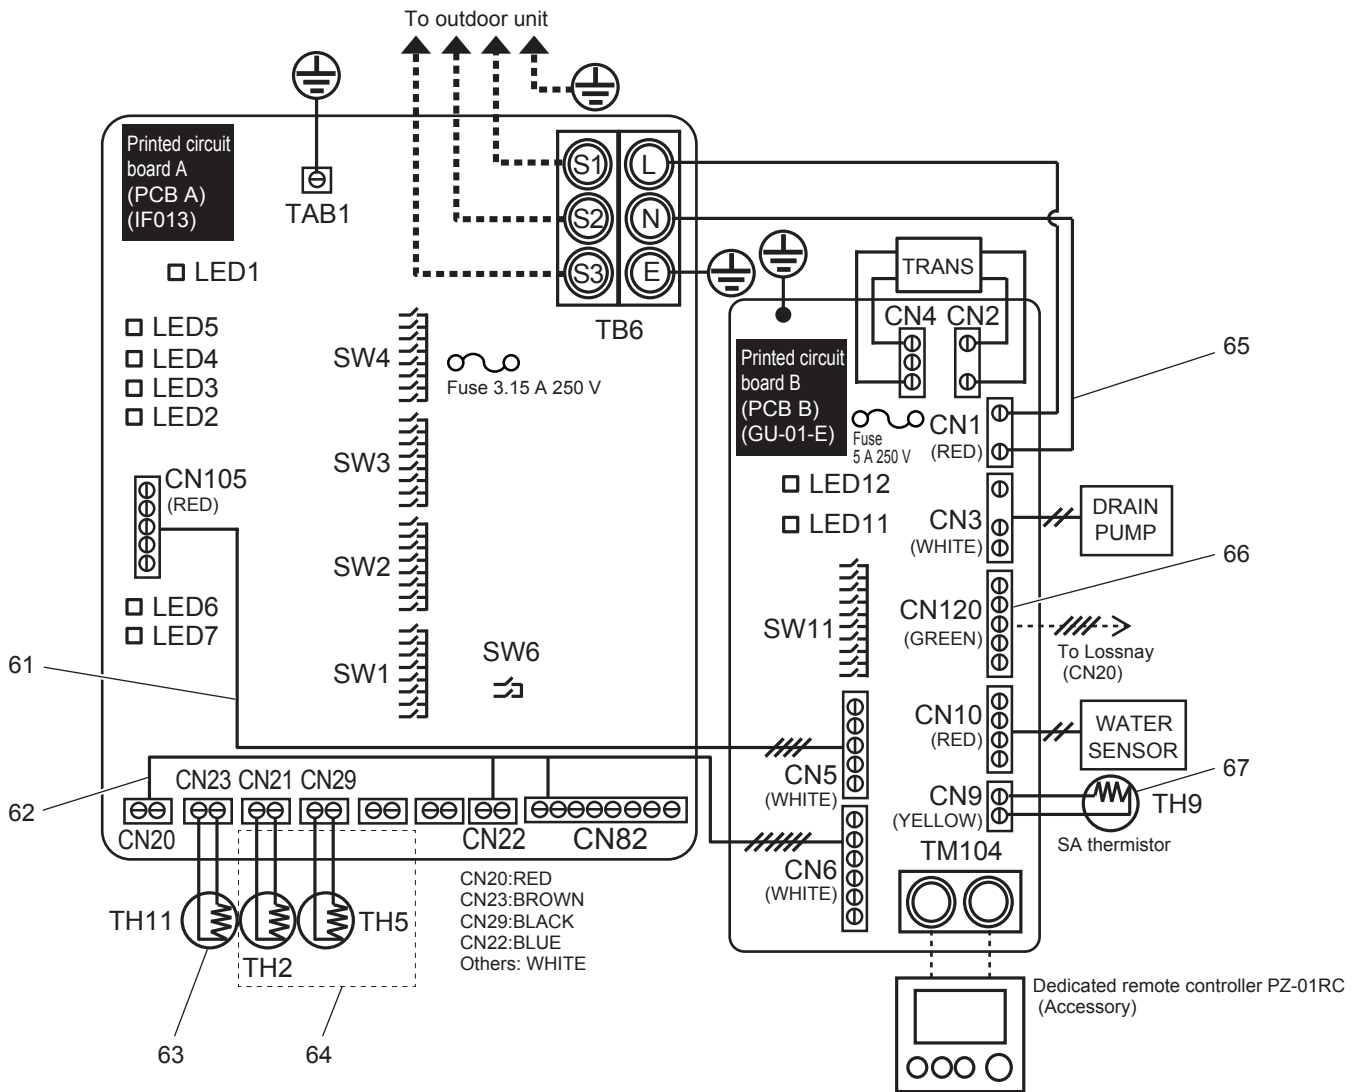 To outdoor unit
Printed circuit
board A
(PCB A)
(IF013)
TAB1
S1
L
S2
N
S3
E
TB6
LED1
LED5
LED4
LED3
LED2
SW4
Fuse 3.15 A 250 V
SW3
CN105
(RED)
SW2
LED6
LED7
SW1
SW6
61
62
CN23
CN21
CN29
CN20
CN22
CN82
TH11
TH2
TH5
CN20:RED
CN23:BROWN
CN29:BLACK
CN22:BLUE
Others: WHITE
63
64
TRANS
CN4
CN2
Printed circuit
board B
(PCB B)
(GU-01-E)
Fuse
5 A 250 V
CN1
(RED)
65
LED12
LED11
CN3
(WHITE)
DRAIN
PUMP
66
CN120
(GREEN)
To Lossnay
(CN20)
SW11
CN10
(RED)
WATER
SENSOR
CN5
(WHITE)
67
CN9
(YELLOW)
TH9
SA thermistor
CN6
(WHITE)
TM104
Dedicated remote controller PZ-01RC
(Accessory)